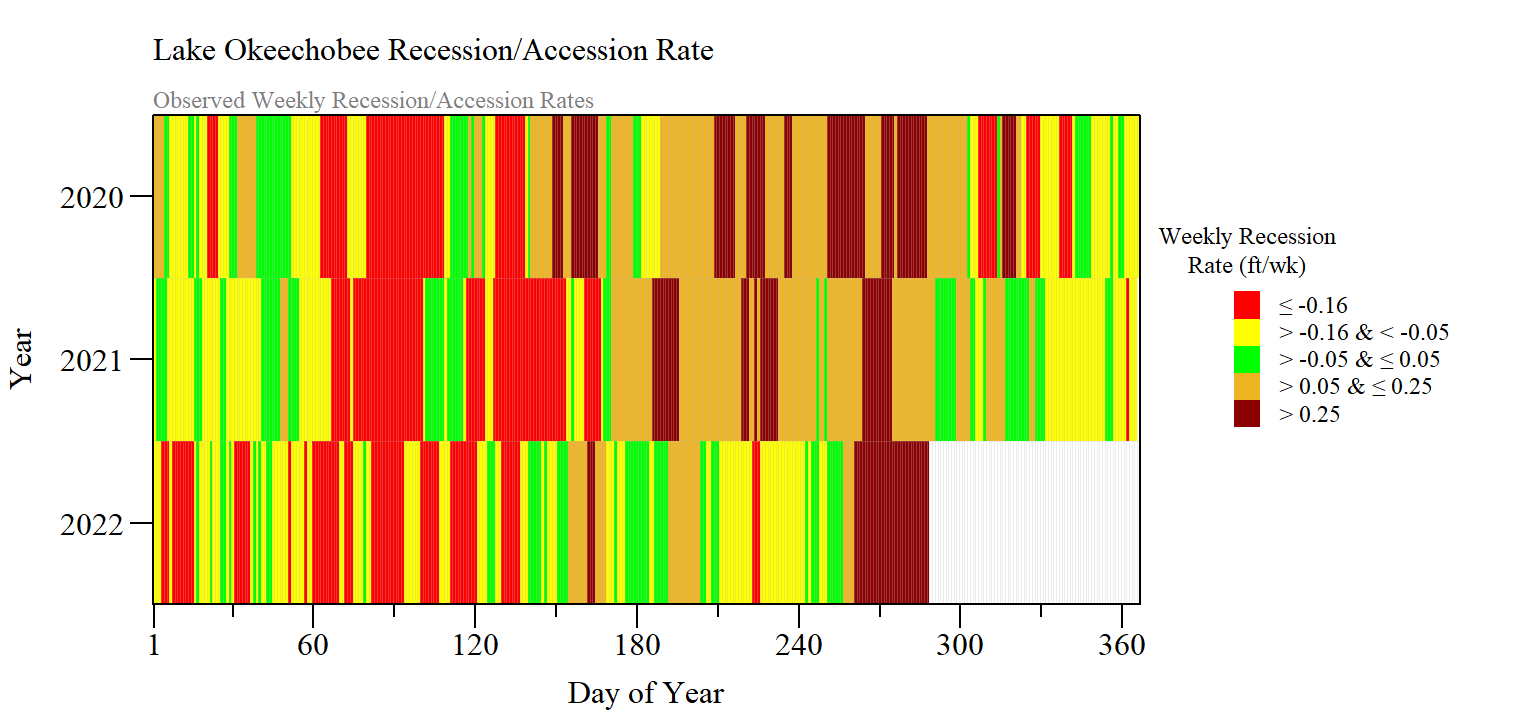 Lake Okeechobee Recession/Accession Rate
Observed Weekly Recession/Accession Rates
Year
2020
2021
2022
1 60 120 180 240 300 360
Day of Year
Weekly Recession
Rate (ft/wk)
≤ -0.16
> -0.16 & < -0.05
> -0.05 & ≤ 0.05
> 0.05 & ≤ 0.25
> 0.25